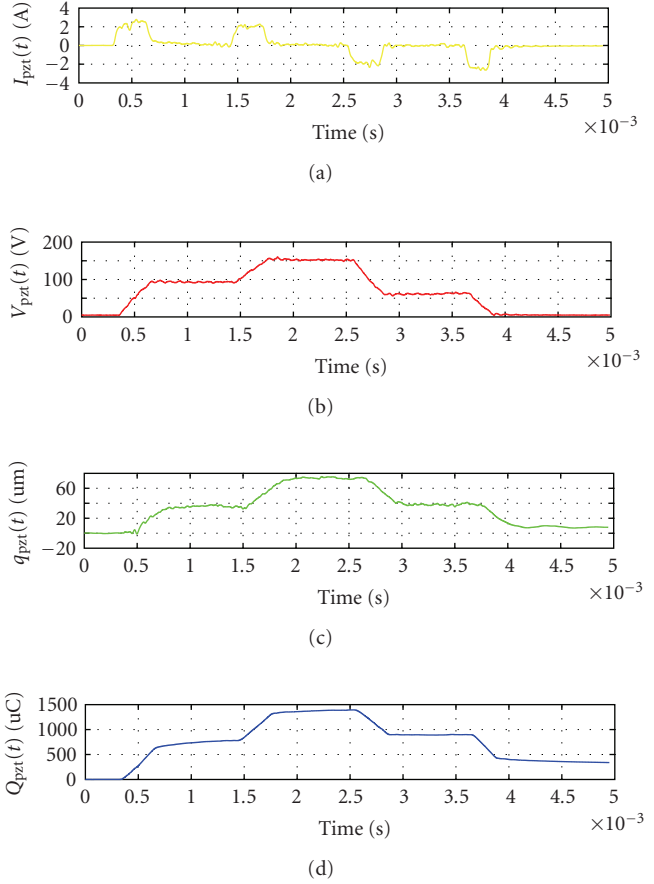 I_pzt(t) (A)
4
2
0
−2
−4
0 0.5 1 1.5 2 2.5 3 3.5 4 4.5 5
×10⁻³
Time (s)
(a)
V_pzt(t) (V)
200
100
0
0 0.5 1 1.5 2 2.5 3 3.5 4 4.5 5
×10⁻³
Time (s)
(b)
q_pzt(t) (um)
60
20
−20
0 0.5 1 1.5 2 2.5 3 3.5 4 4.5 5
×10⁻³
Time (s)
(c)
Q_pzt(t) (uC)
1500
1000
500
0
0 0.5 1 1.5 2 2.5 3 3.5 4 4.5 5
×10⁻³
Time (s)
(d)